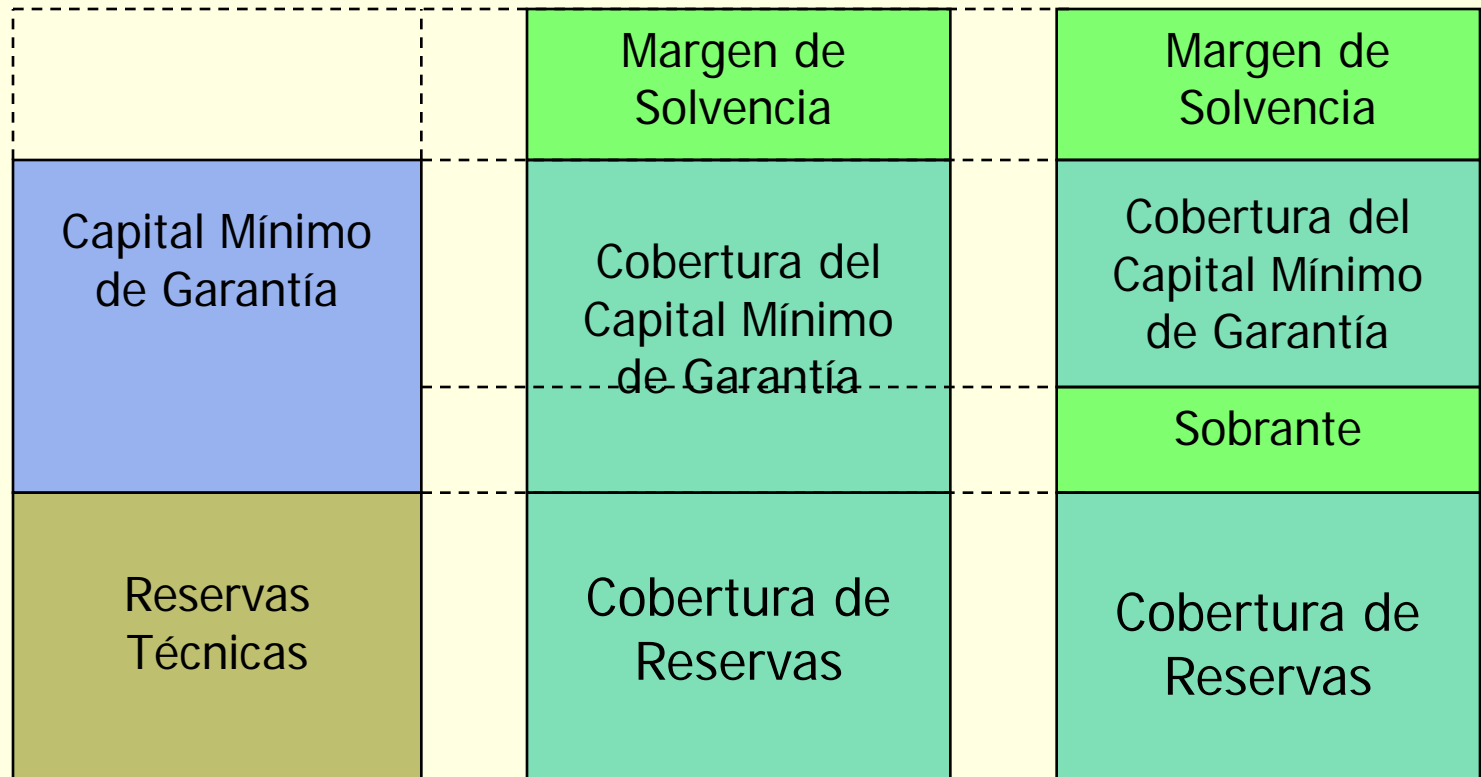 Margen de
Solvencia
Margen de
Solvencia
Capital Mínimo
de Garantía
Cobertura del
Capital Mínimo
de Garantía
Cobertura del
Capital Mínimo
de Garantía
Sobrante
Reservas
Técnicas
Cobertura de
Reservas
Cobertura de
Reservas